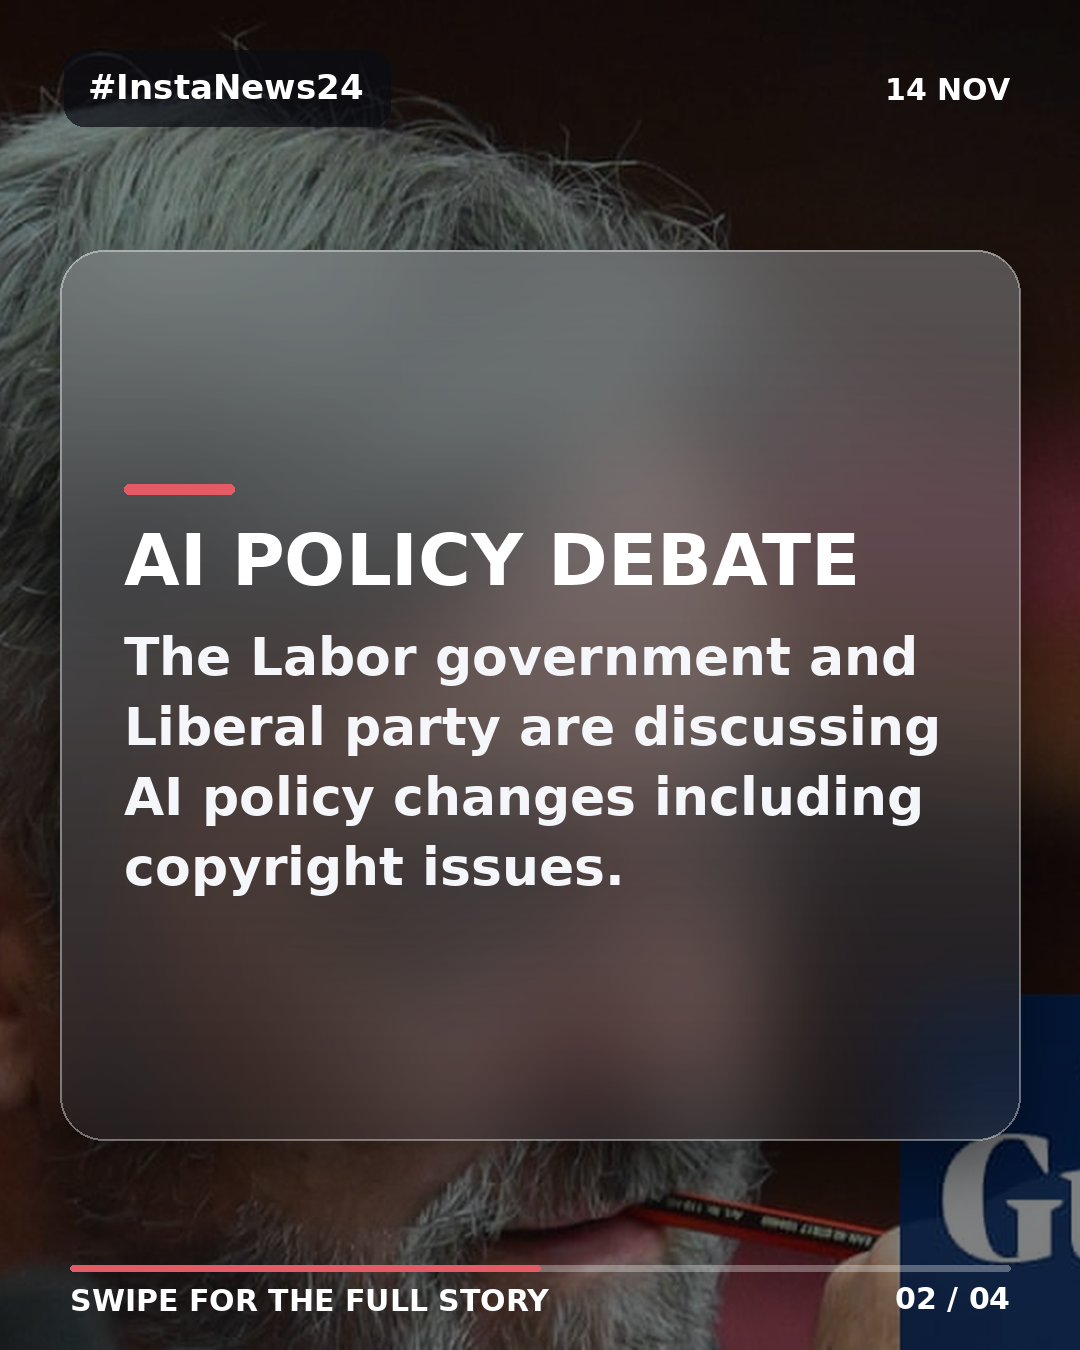 #InstaNews24
14 NOV
AI POLICY DEBATE
The Labor government and
Liberal party are discussing
AI policy changes including
copyright issues.
SWIPE FOR THE FULL STORY
02 / 04